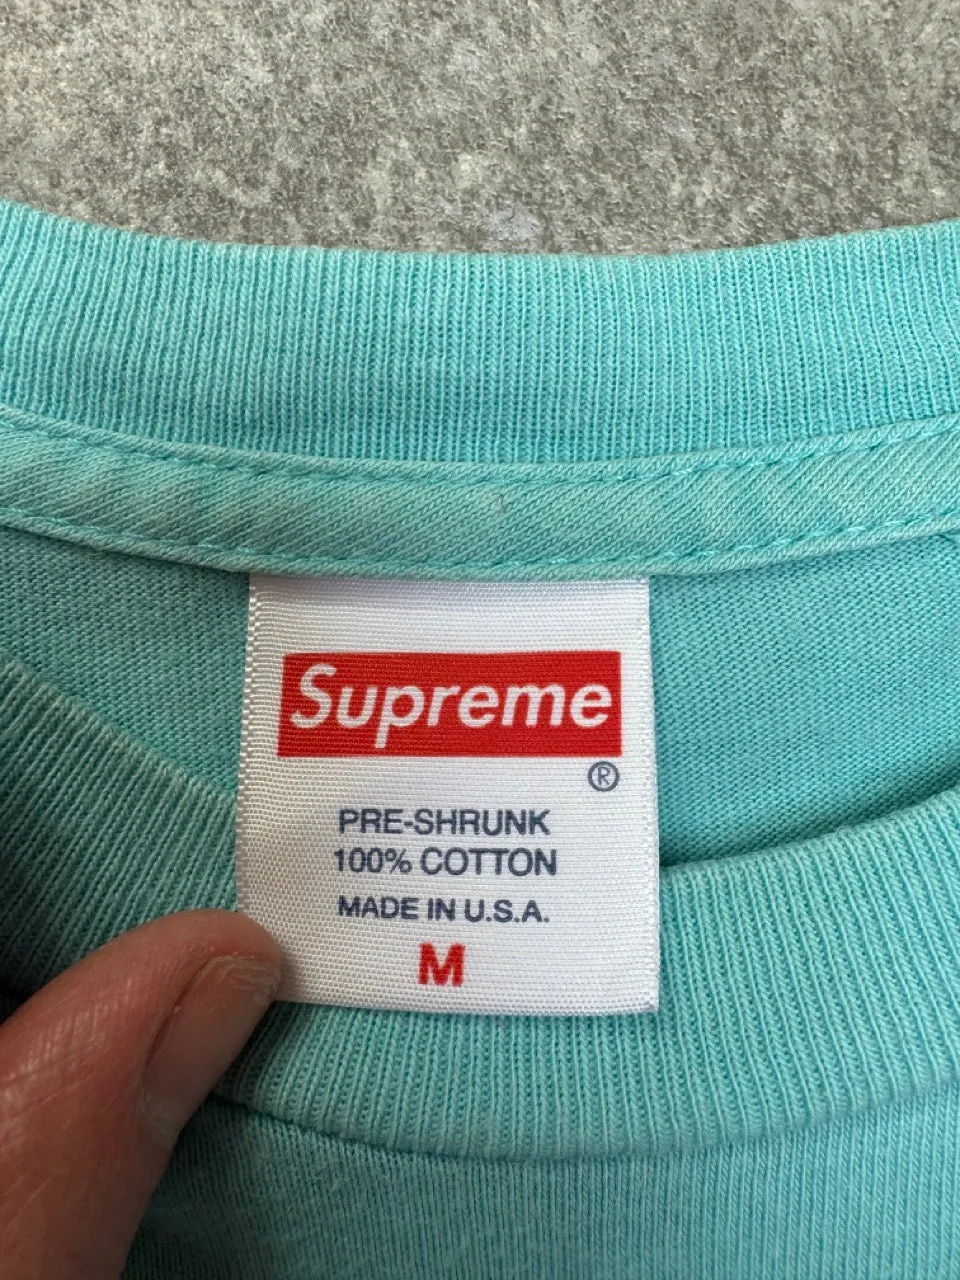 Supreme
®
PRE-SHRUNK
100% COTTON
MADE IN U.S.A.
M